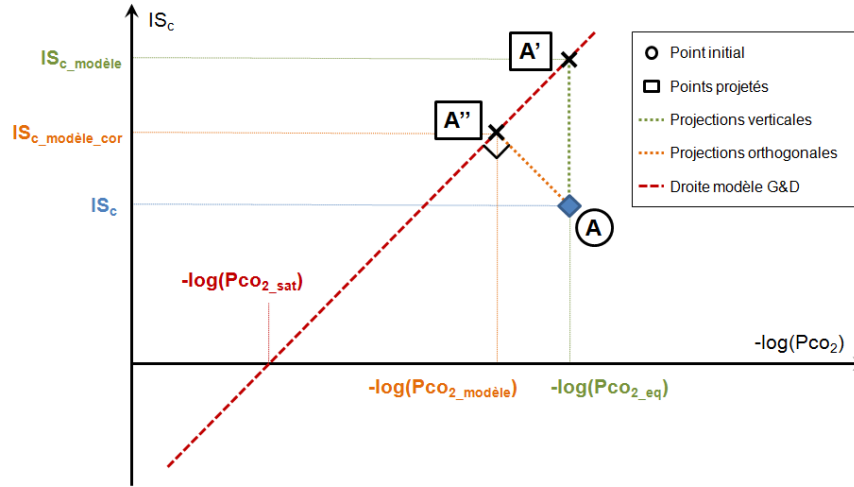 ISc
ISc_modèle
A'
Point initial
Points projetés
Projections verticales
Projections orthogonales
Droite modèle G&D
ISc_modèle_cor
A''
ISc
A
-log(Pco2_sat)
-log(Pco2)
-log(Pco2_modèle)
-log(Pco2_eq)